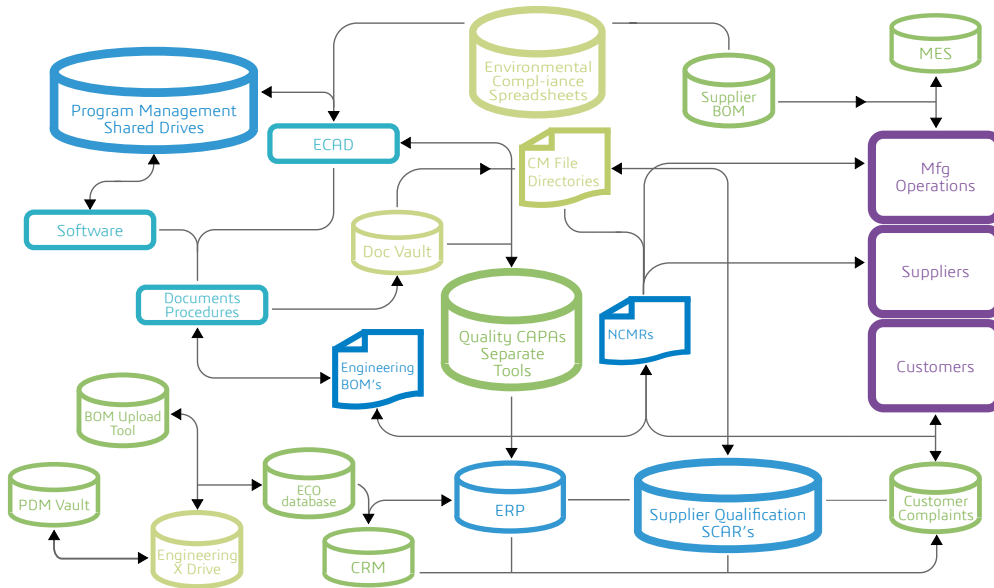 Environmental
Compl-iance
Spreadsheets
MES
Program Management
Shared Drives
Supplier
BOM
ECAD
CM File
Directories
Mfg
Operations
Software
Doc Vault
Suppliers
Documents
Procedures
Quality CAPAs
Separate
Tools
NCMRs
Engineering
BOM's
Customers
BOM Upload
Tool
ECO
database
PDM Vault
ERP
Supplier Qualification
SCAR's
Customer
Complaints
Engineering
X Drive
CRM